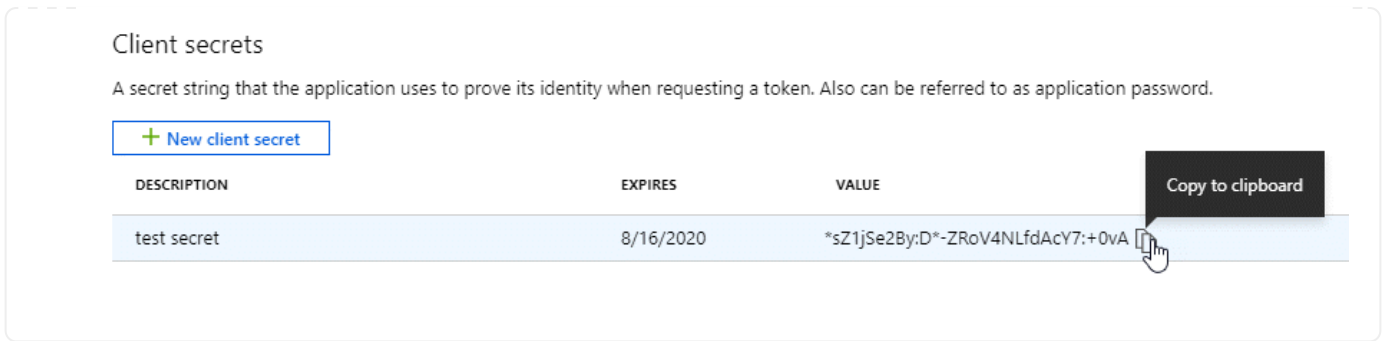 Client secrets
A secret string that the application uses to prove its identity when requesting a token. Also can be referred to as application password.
+ New client secret
DESCRIPTION EXPIRES VALUE
Copy to clipboard
test secret 8/16/2020 *sZ1jSe2By:D*-ZRoV4NLfdAcY7:+0vA